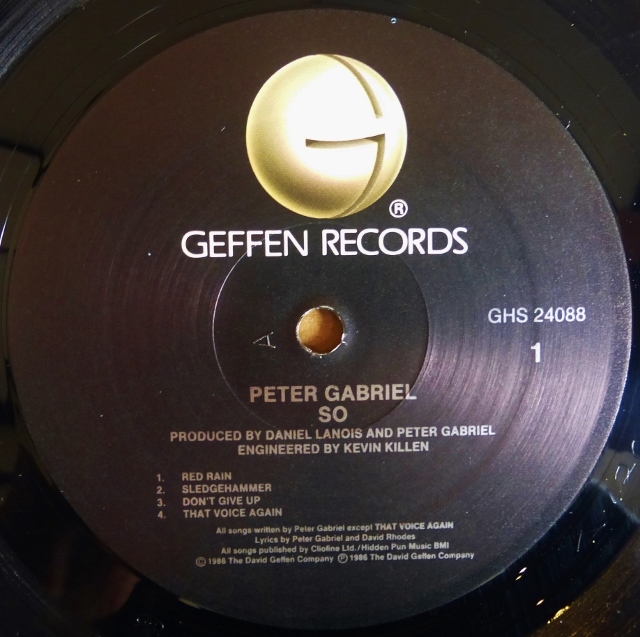 ®
GEFFEN RECORDS
GHS 24088
1
A
PETER GABRIEL
SO
PRODUCED BY DANIEL LANOIS AND PETER GABRIEL
ENGINEERED BY KEVIN KILLEN
1. RED RAIN
2. SLEDGEHAMMER
3. DON'T GIVE UP
4. THAT VOICE AGAIN
All songs written by Peter Gabriel except THAT VOICE AGAIN
Lyrics by Peter Gabriel and David Rhodes
All songs published by Cliofine Ltd./Hidden Pun Music BMI
© 1986 The David Geffen Company ℗ 1986 The David Geffen Company